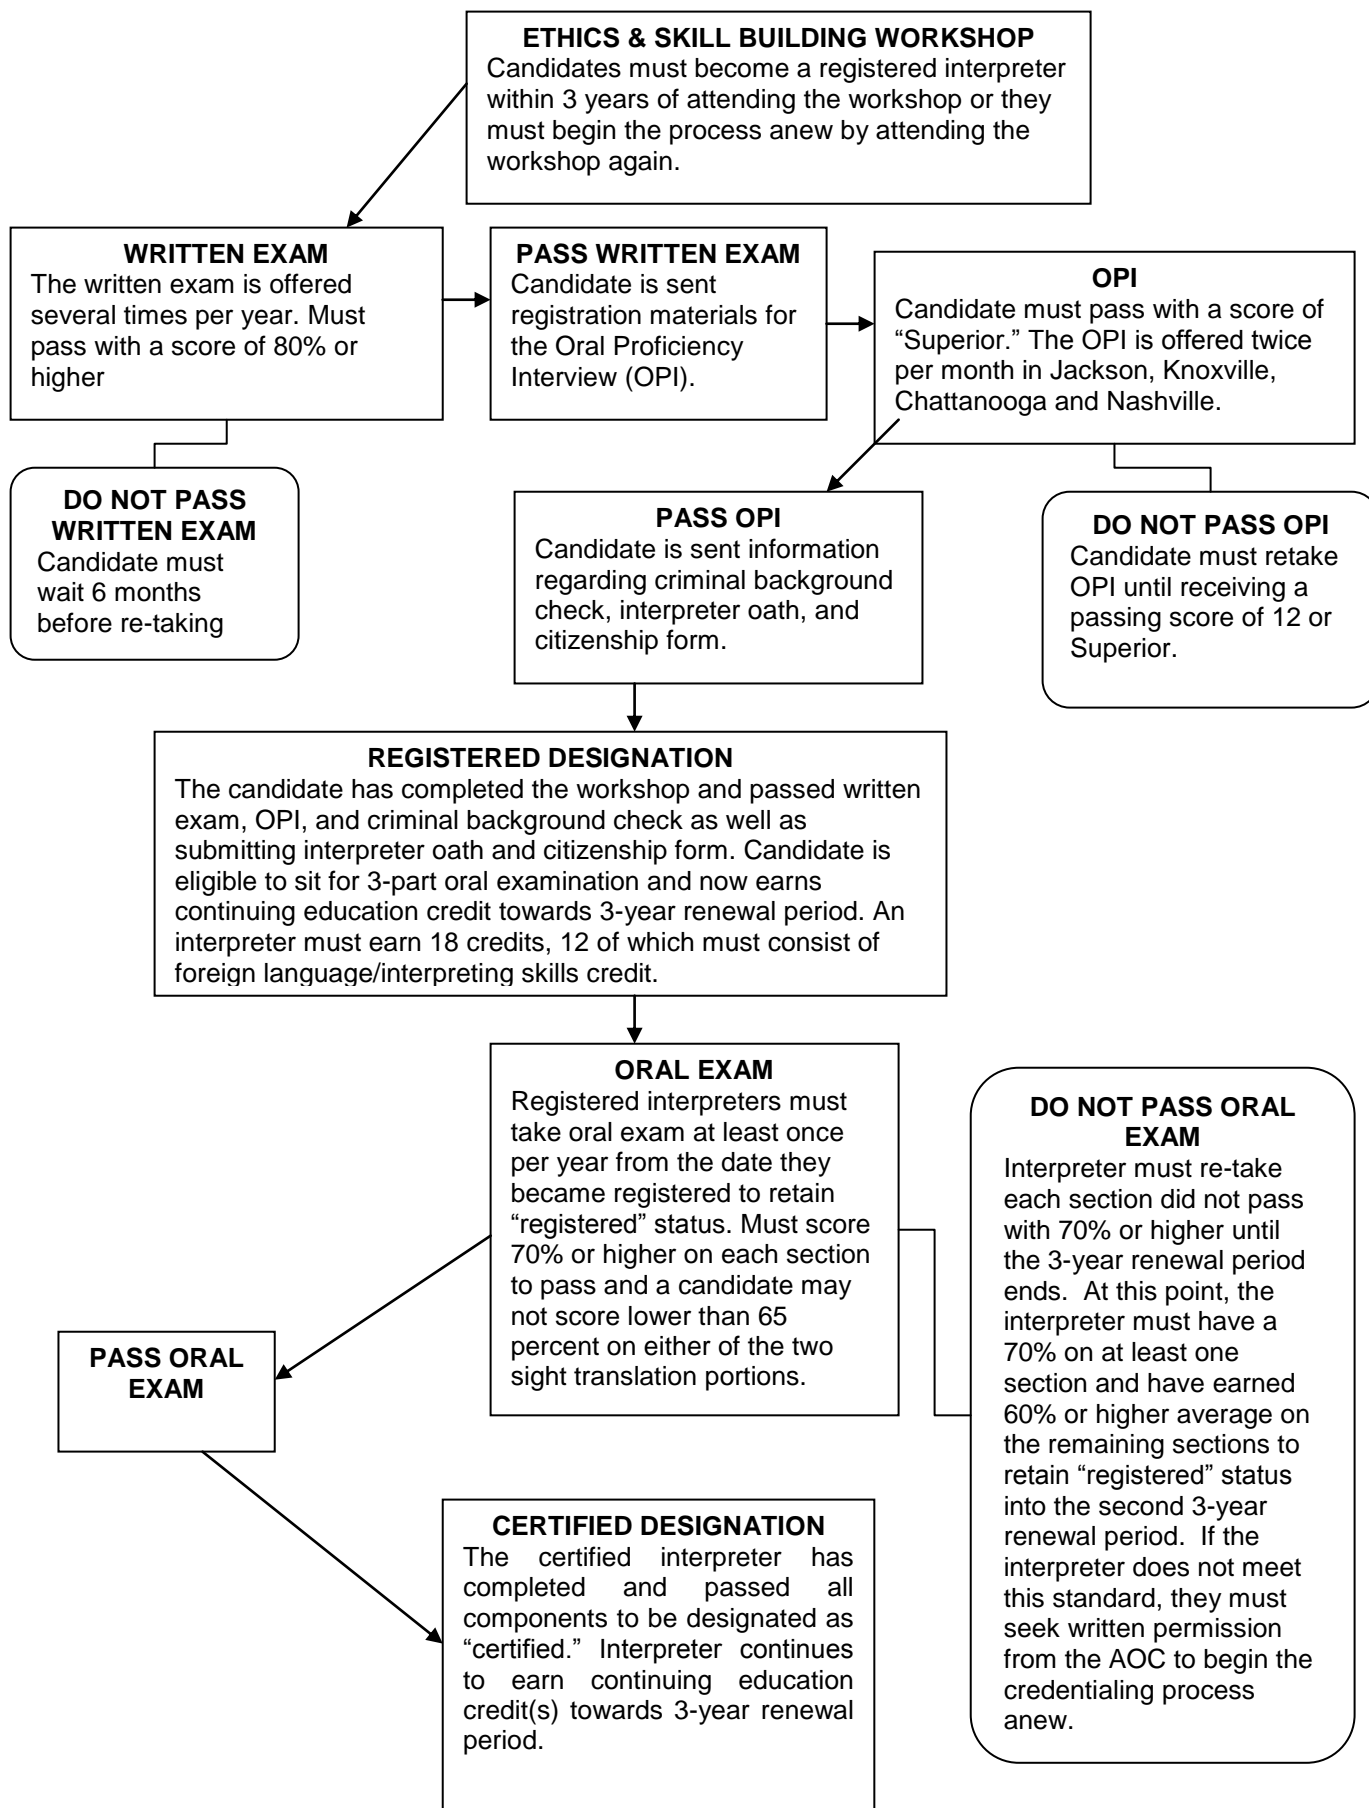 ETHICS & SKILL BUILDING WORKSHOP
Candidates must become a registered interpreter
within 3 years of attending the workshop or they
must begin the process anew by attending the
workshop again.
WRITTEN EXAM
The written exam is offered
several times per year. Must
pass with a score of 80% or
higher
PASS WRITTEN EXAM
Candidate is sent
registration materials for
the Oral Proficiency
Interview (OPI).
OPI
Candidate must pass with a score of
“Superior.” The OPI is offered twice
per month in Jackson, Knoxville,
Chattanooga and Nashville.
DO NOT PASS
WRITTEN EXAM
Candidate must
wait 6 months
before re-taking
PASS OPI
Candidate is sent information
regarding criminal background
check, interpreter oath, and
citizenship form.
DO NOT PASS OPI
Candidate must retake
OPI until receiving a
passing score of 12 or
Superior.
REGISTERED DESIGNATION
The candidate has completed the workshop and passed written
exam, OPI, and criminal background check as well as
submitting interpreter oath and citizenship form. Candidate is
eligible to sit for 3-part oral examination and now earns
continuing education credit towards 3-year renewal period. An
interpreter must earn 18 credits, 12 of which must consist of
foreign language/interpreting skills credit.
ORAL EXAM
Registered interpreters must
take oral exam at least once
per year from the date they
became registered to retain
“registered” status. Must score
70% or higher on each section
to pass and a candidate may
not score lower than 65
percent on either of the two
sight translation portions.
DO NOT PASS ORAL
EXAM
Interpreter must re-take
each section did not pass
with 70% or higher until
the 3-year renewal period
ends.  At this point, the
interpreter must have a
70% on at least one
section and have earned
60% or higher average on
the remaining sections to
retain “registered” status
into the second 3-year
renewal period.  If the
interpreter does not meet
this standard, they must
seek written permission
from the AOC to begin the
credentialing process
anew.
PASS ORAL
EXAM
CERTIFIED DESIGNATION
The certified interpreter has
completed and passed all
components to be designated as
“certified.” Interpreter continues
to earn continuing education
credit(s) towards 3-year renewal
period.